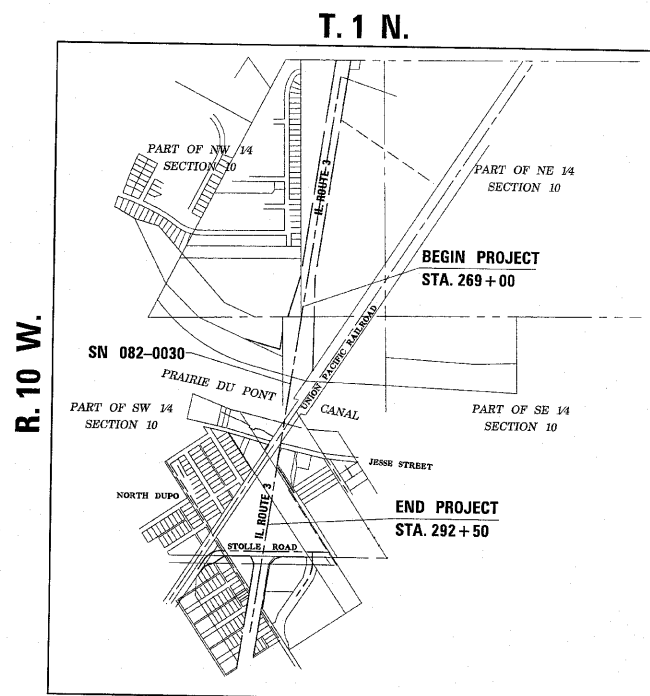 T. 1 N.
PART OF NW 1/4
SECTION 10
IL. ROUTE 3
PART OF NE 1/4
SECTION 10
BEGIN PROJECT
STA. 269+00
R. 10 W.
UNION PACIFIC RAILROAD
SN 082-0030
PRAIRIE DU PONT
CANAL
PART OF SW 1/4
SECTION 10
PART OF SE 1/4
SECTION 10
JESSE STREET
NORTH DUPO
IL. ROUTE 3
END PROJECT
STA. 292+50
STOLLE ROAD